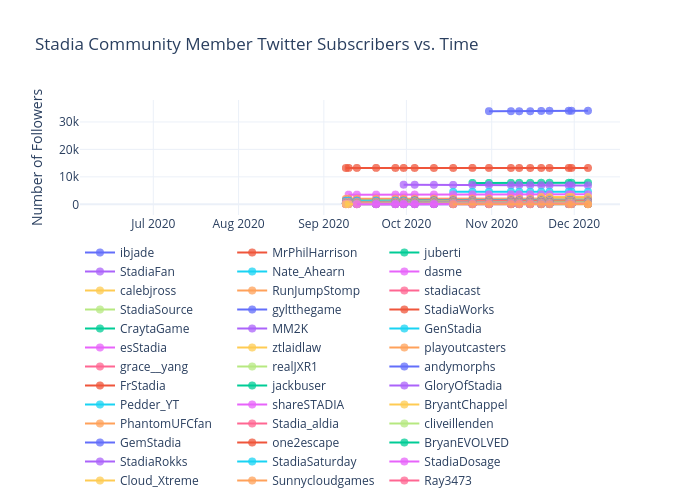 Stadia Community Member Twitter Subscribers vs. Time
Number of Followers
30k
20k
10k
0
Jul 2020 Aug 2020 Sep 2020 Oct 2020 Nov 2020 Dec 2020
ibjade MrPhilHarrison juberti
StadiaFan Nate_Ahearn dasme
calebjross RunJumpStomp stadiacast
StadiaSource gyltthegame StadiaWorks
CraytaGame MM2K GenStadia
esStadia ztlaidlaw playoutcasters
grace__yang realJXR1 andymorphs
FrStadia jackbuser GloryOfStadia
Pedder_YT shareSTADIA BryantChappel
PhantomUFCfan Stadia_aldia cliveillenden
GemStadia one2escape BryanEVOLVED
StadiaRokks StadiaSaturday StadiaDosage
Cloud_Xtreme Sunnycloudgames Ray3473